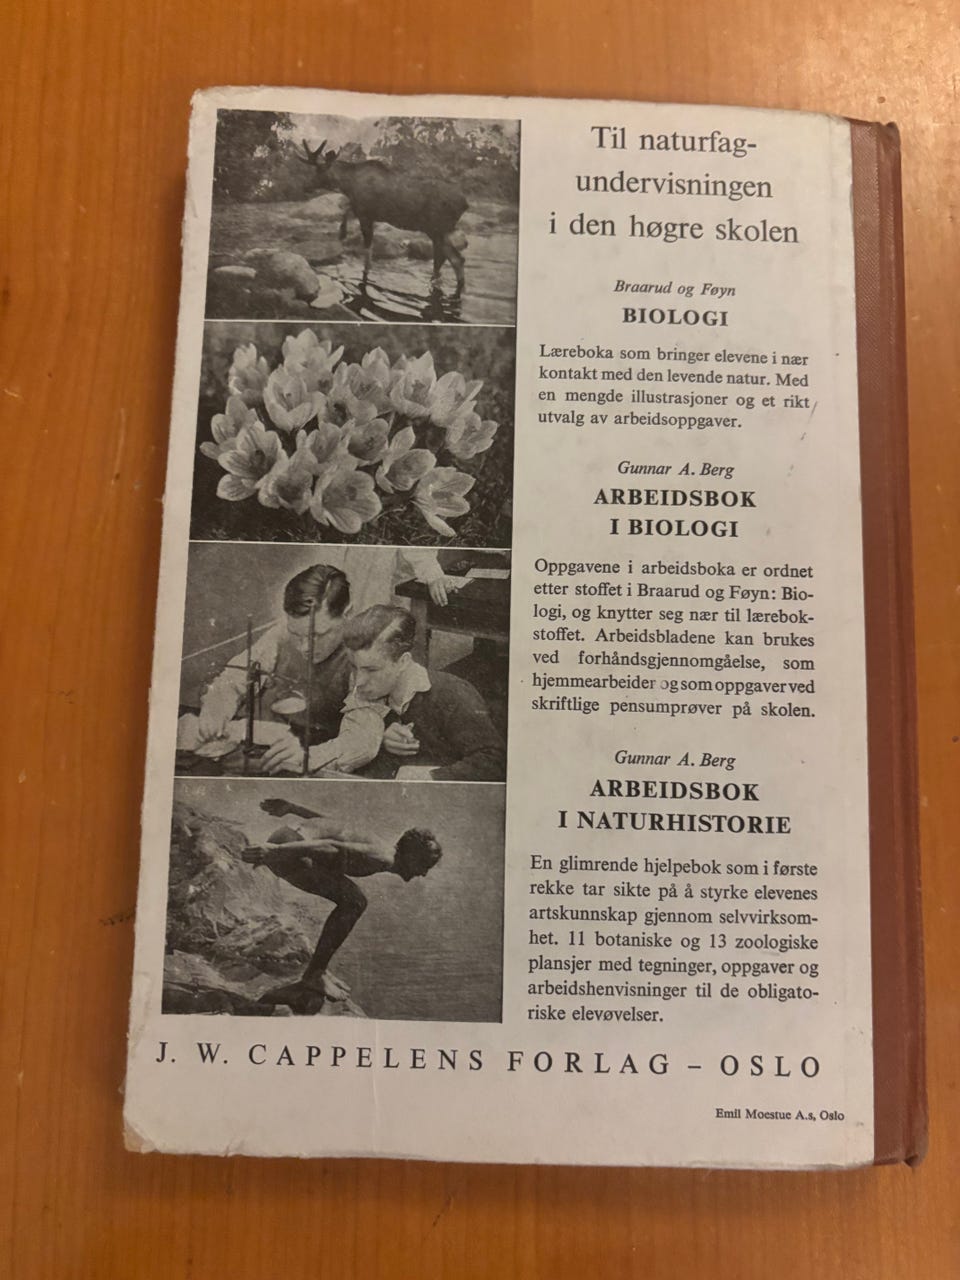 Til naturfag-
undervisningen
i den høgre skolen
Braarud og Føyn
BIOLOGI
Læreboka som bringer elevene i nær
kontakt med den levende natur. Med
en mengde illustrasjoner og et rikt
utvalg av arbeidsoppgaver.
Gunnar A. Berg
ARBEIDSBOK
I BIOLOGI
Oppgavene i arbeidsboka er ordnet
etter stoffet i Braarud og Føyn: Bio-
logi, og knytter seg nær til lærebok-
stoffet. Arbeidsbladene kan brukes
ved forhåndsgjennomgåelse, som
hjemmearbeider og som oppgaver ved
skriftlige pensumprøver på skolen.
Gunnar A. Berg
ARBEIDSBOK
I NATURHISTORIE
En glimrende hjelpebok som i første
rekke tar sikte på å styrke elevenes
artskunnskap gjennom selvvirksom-
het. 11 botaniske og 13 zoologiske
plansjer med tegninger, oppgaver og
arbeidshenvisninger til de obligato-
riske elevøvelser.
J. W. CAPPELENS FORLAG – OSLO
Emil Moestue A.s, Oslo